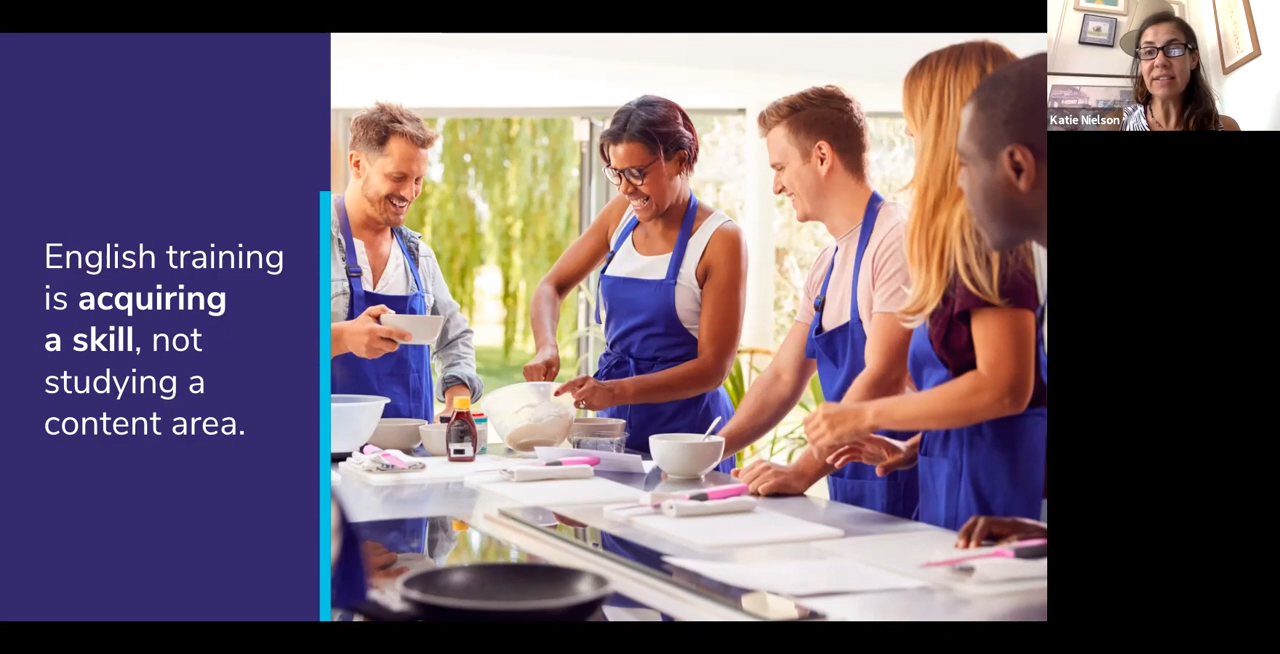 English training
is acquiring
a skill, not
studying a
content area.
Katie Nielson